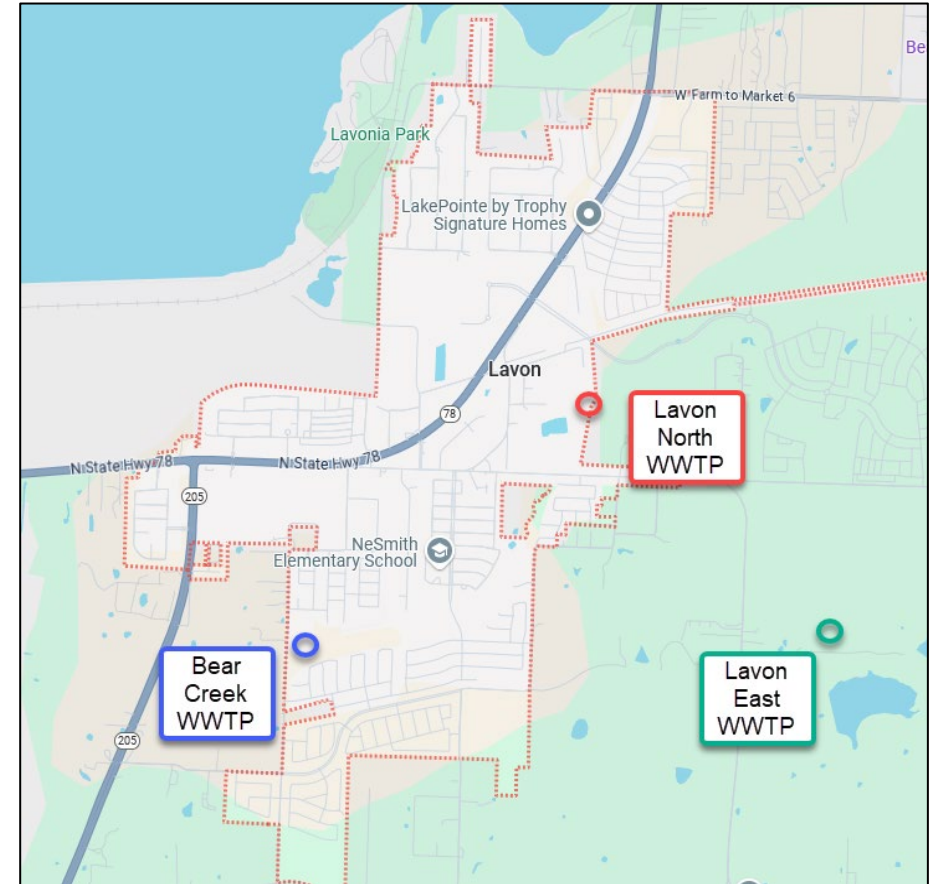 Be
W Farm to Market 6
Lavonia Park
LakePointe by Trophy
Signature Homes
Lavon
78
Lavon
North
WWTP
N State Hwy 78
N State Hwy 78
205
NeSmith
Elementary School
Bear
Creek
WWTP
Lavon
East
WWTP
205